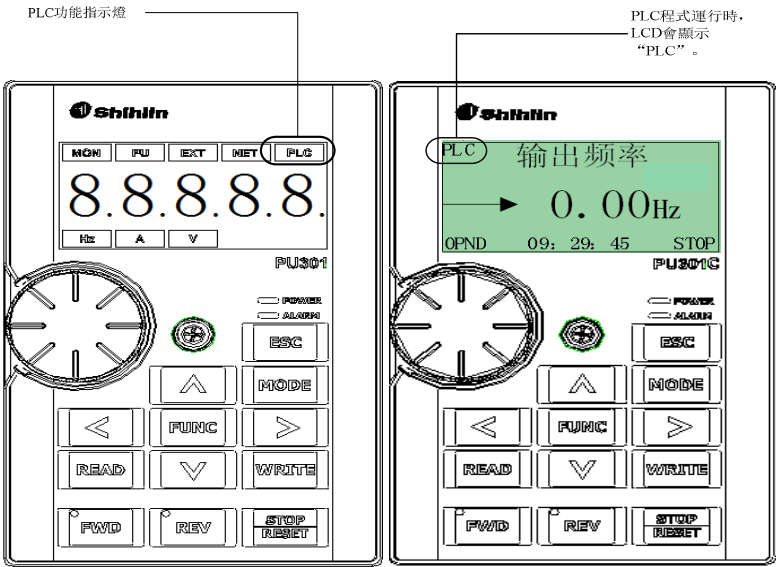 PLC功能指示燈
PLC程式運行時，
LCD會顯示
“PLC”。
Shihlin
MON PU EXT NET PLC
8.8.8.8.8.
Hz A V
PU301
POWER
ALARM
ESC
MODE
FUNC
READ WRITE
FWD REV STOP
RESET
Shihlin
PLC 输出频率
0.00Hz
OPND 09: 29: 45 STOP
PU301C
POWER
ALARM
ESC
MODE
FUNC
READ WRITE
FWD REV STOP
RESET